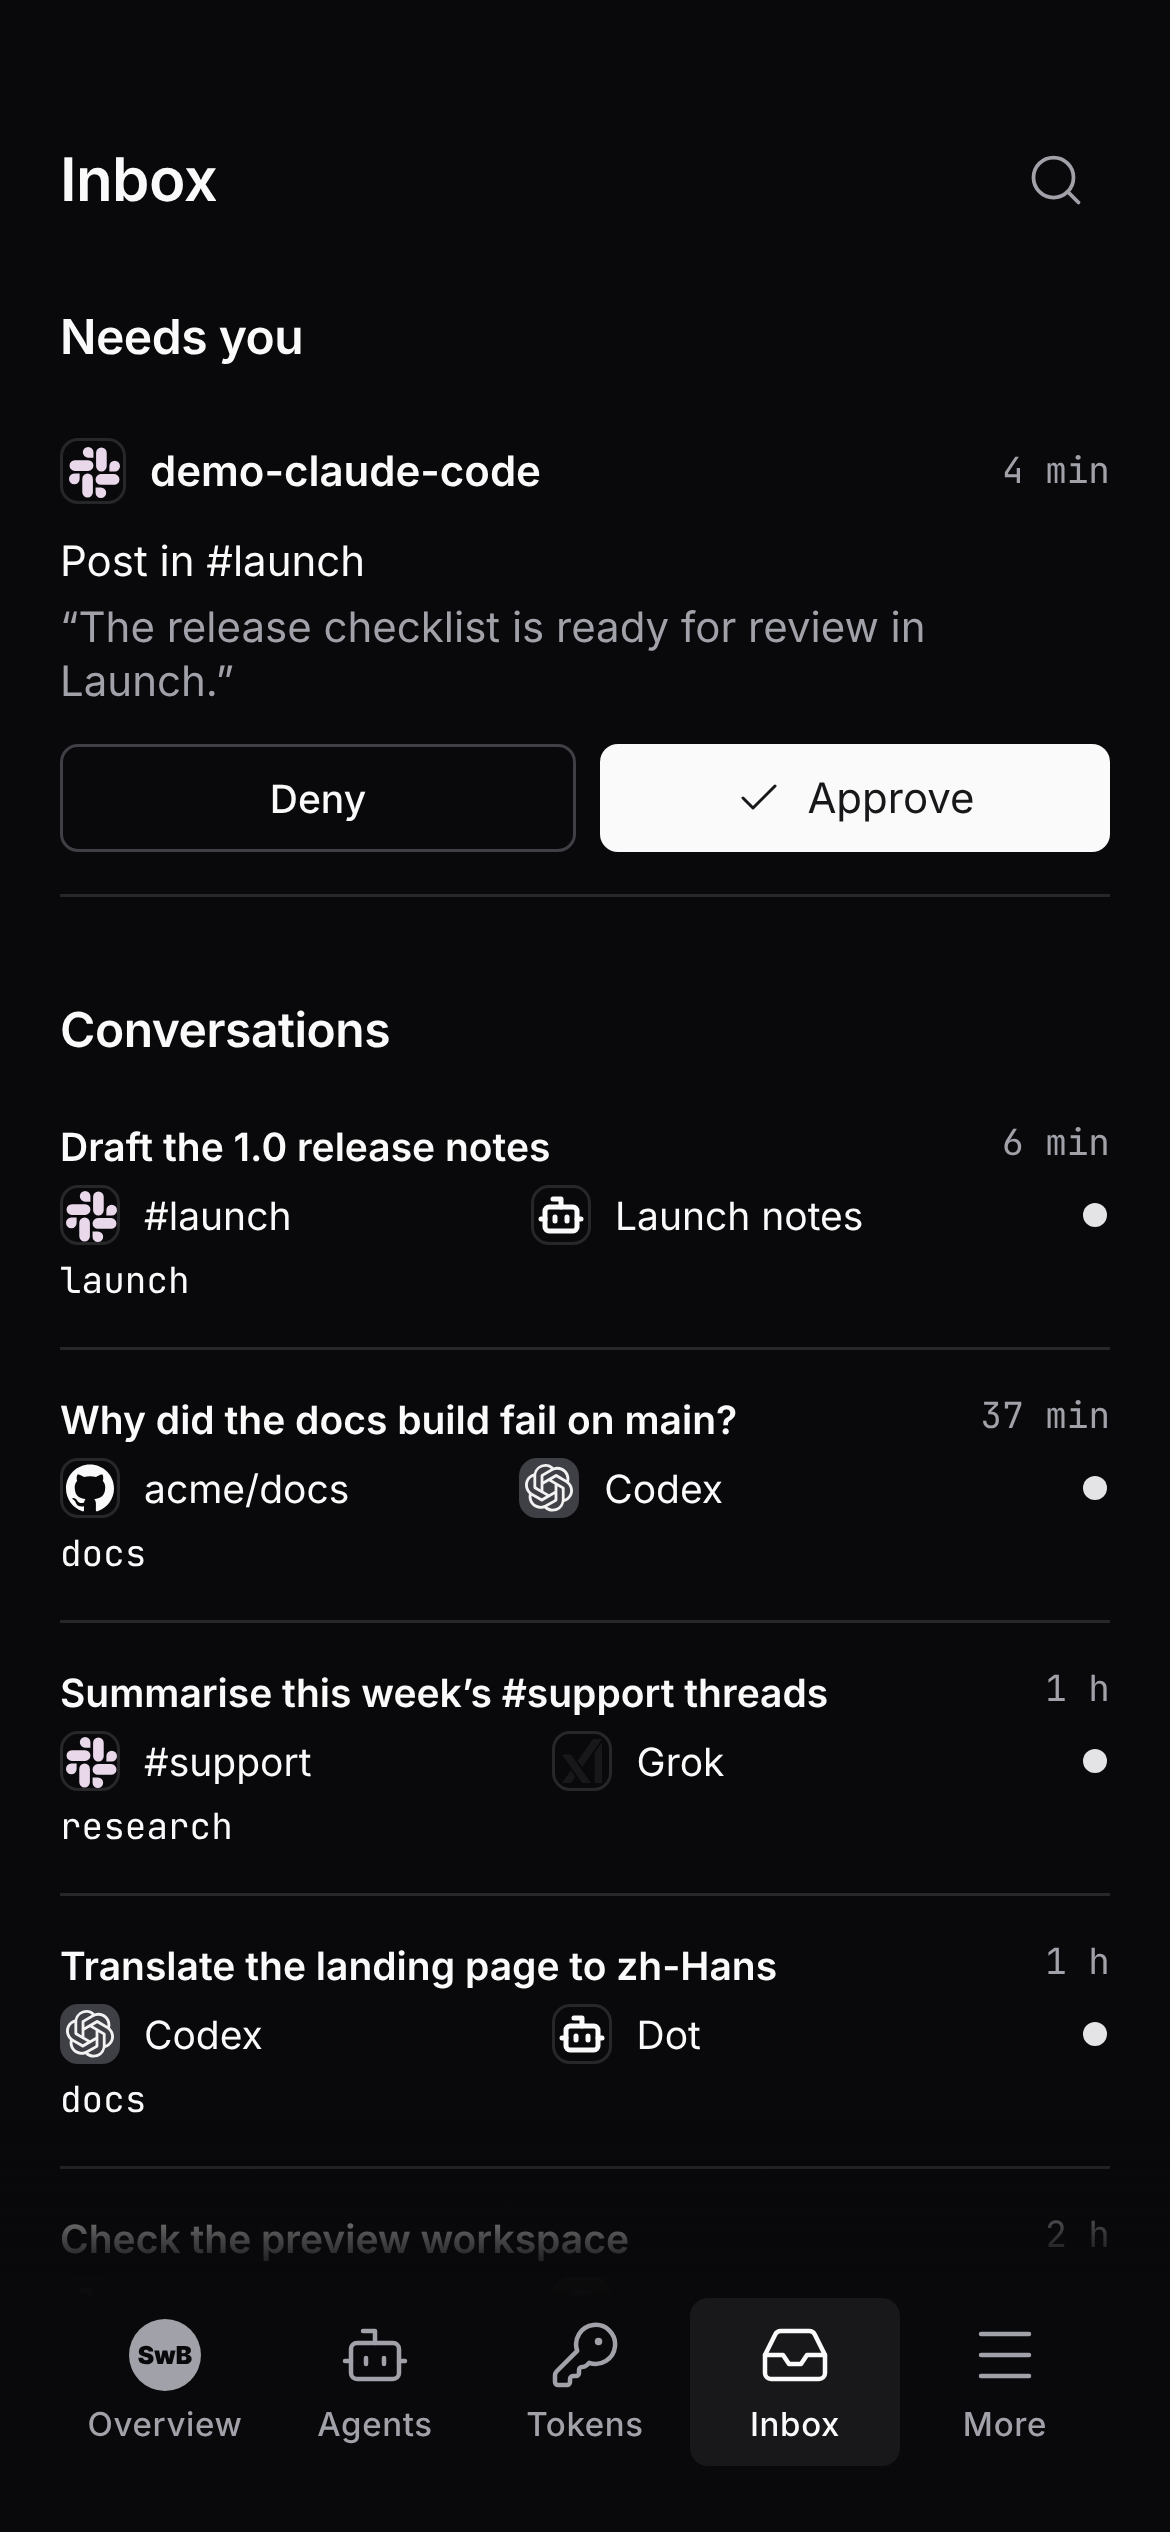 Inbox
Needs you
demo-claude-code
4 min
Post in #launch
“The release checklist is ready for review in
Launch.”
Deny
Approve
Conversations
Draft the 1.0 release notes
6 min
#launch
Launch notes
launch
Why did the docs build fail on main?
37 min
acme/docs
Codex
docs
Summarise this week’s #support threads
1 h
#support
Grok
research
Translate the landing page to zh-Hans
1 h
Codex
Dot
docs
Check the preview workspace
2 h
SwB
Overview
Agents
Tokens
Inbox
More